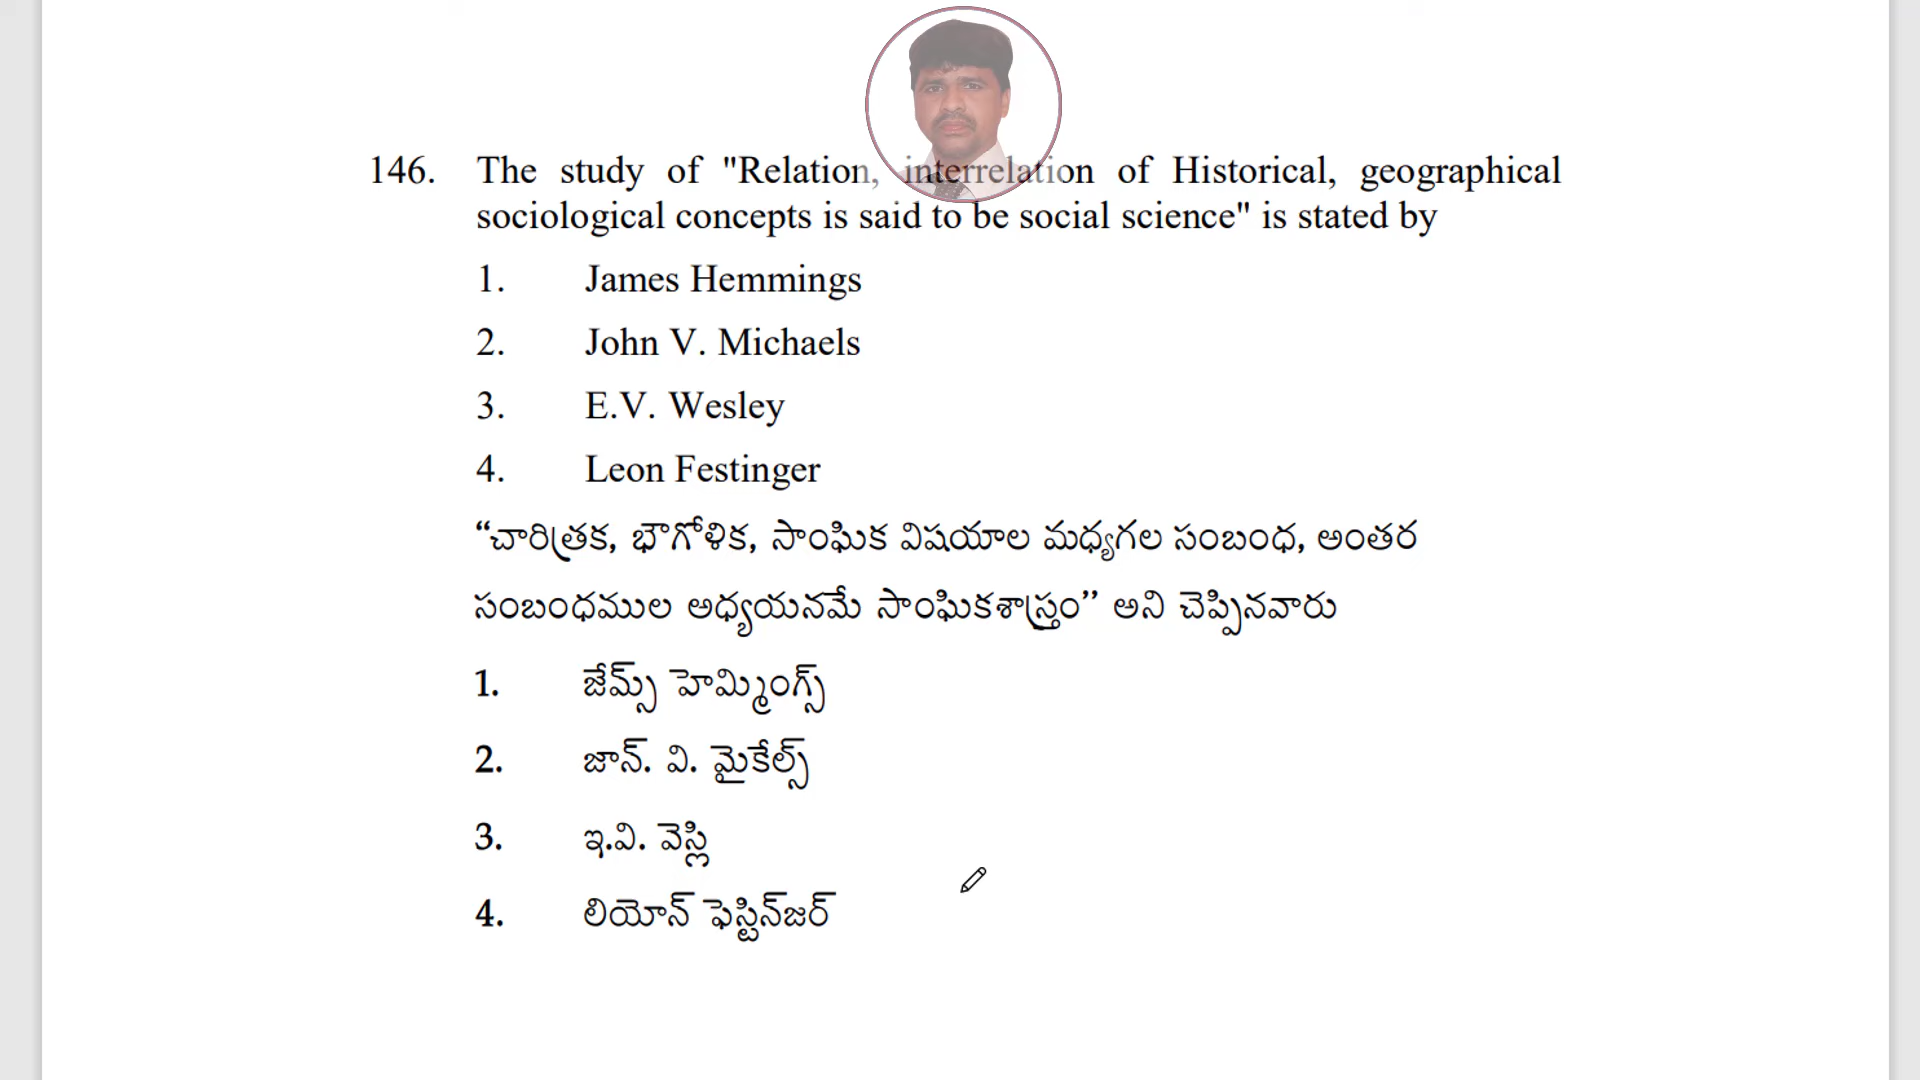 146. The study of "Relation, interrelation of Historical, geographical
sociological concepts is said to be social science" is stated by
1. James Hemmings
2. John V. Michaels
3. E.V. Wesley
4. Leon Festinger
“చారిత్రక, భౌగోళిక, సాంఘిక విషయాల మధ్యగల సంబంధ, అంతర
సంబంధముల అధ్యయనమే సాంఘికశాస్త్రం” అని చెప్పినవారు
1. జేమ్స్ హెమ్మింగ్స్
2. జాన్. వి. మైకేల్స్
3. ఇ.వి. వెస్లి
4. లియోన్ ఫెస్టిన్‌జర్